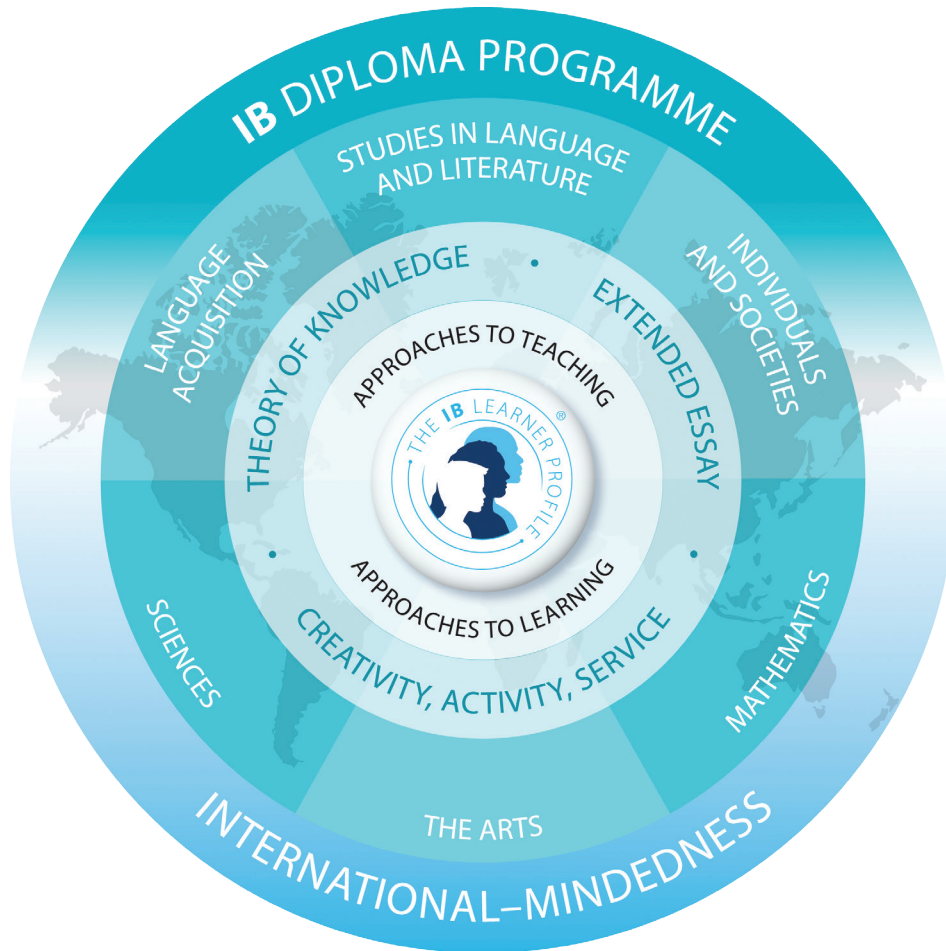 IB DIPLOMA PROGRAMME
STUDIES IN LANGUAGE
AND LITERATURE
LANGUAGE
ACQUISITION
INDIVIDUALS
AND SOCIETIES
THEORY OF KNOWLEDGE
•
EXTENDED ESSAY
APPROACHES TO TEACHING
• THE IB LEARNER PROFILE •
®
APPROACHES TO LEARNING
•
•
CREATIVITY, ACTIVITY, SERVICE
SCIENCES
MATHEMATICS
THE ARTS
INTERNATIONAL–MINDEDNESS